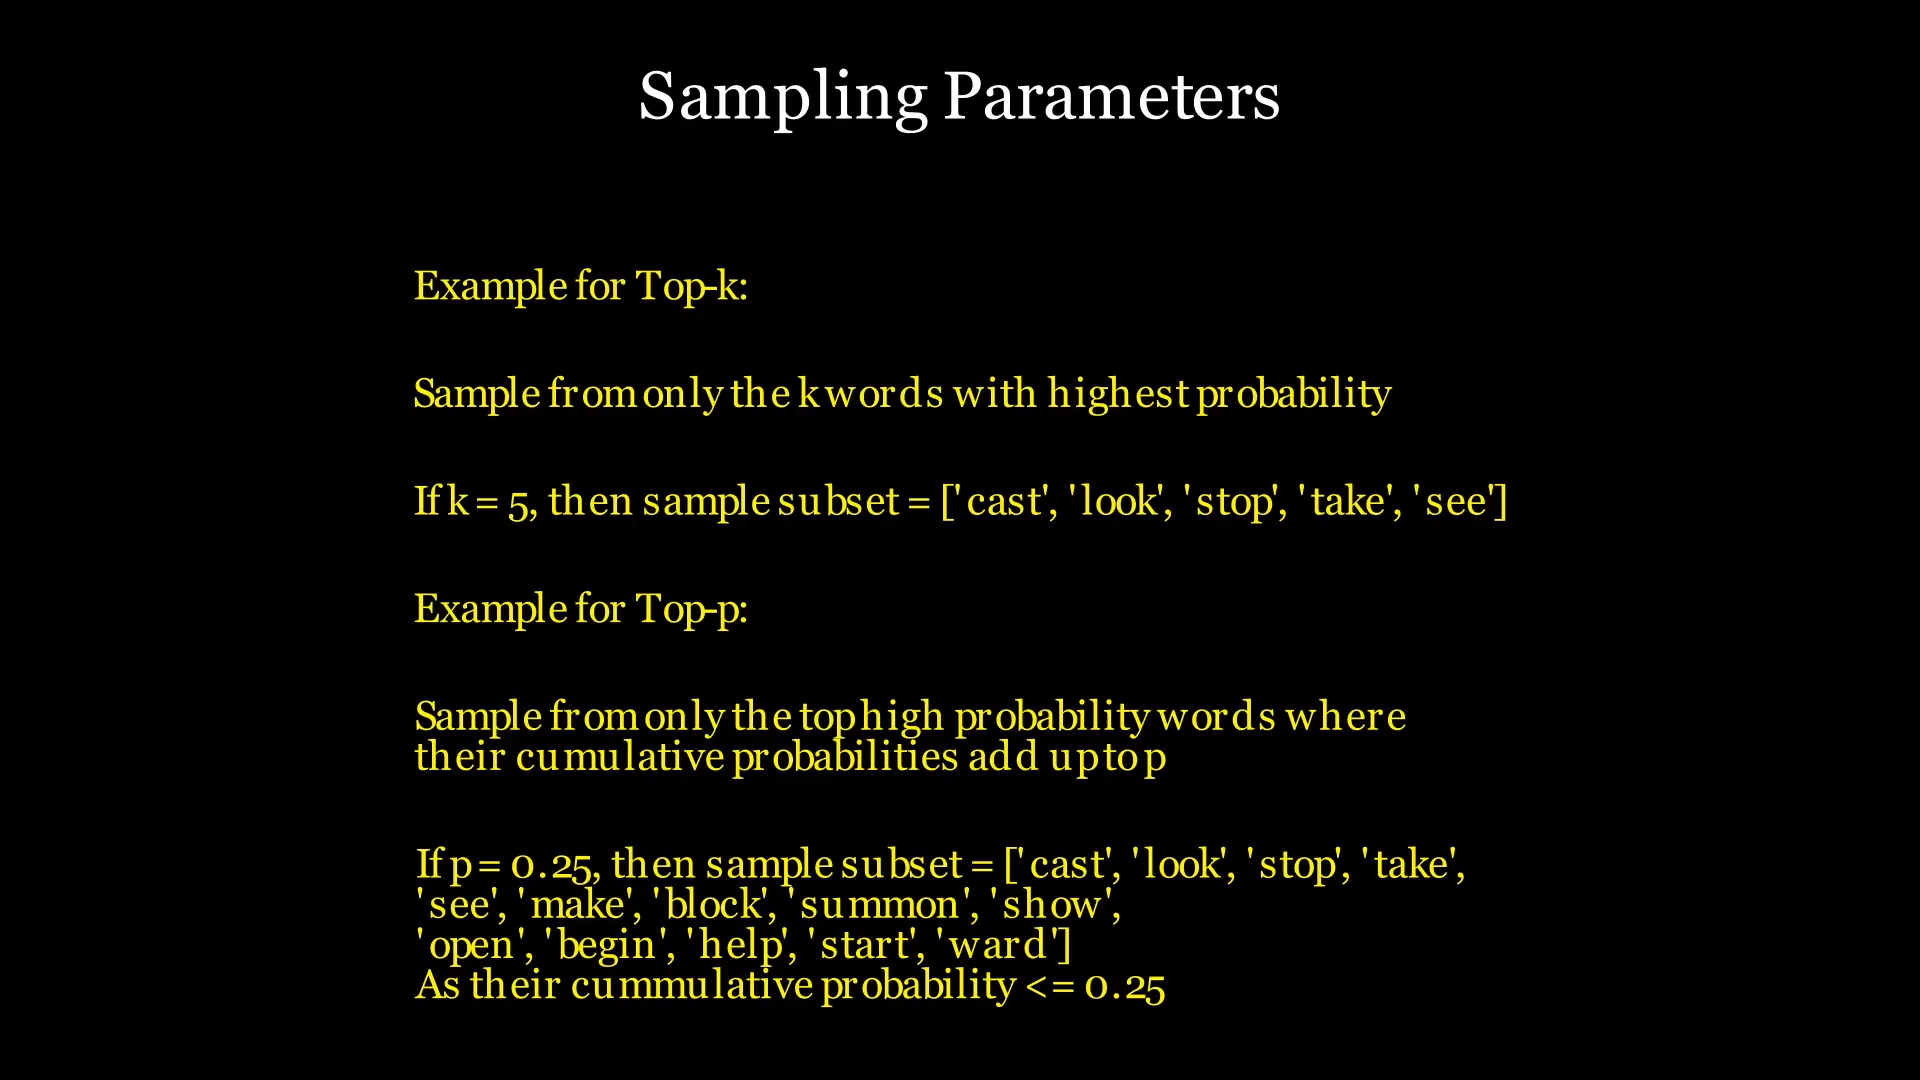 Sampling Parameters
Example for Top-k:
Sample from only the k words with highest probability
If k = 5, then sample subset = ['cast', 'look', 'stop', 'take', 'see']
Example for Top-p:
Sample from only the top high probability words where
their cumulative probabilities add up to p
If p = 0.25, then sample subset = ['cast', 'look', 'stop', 'take',
'see', 'make', 'block', 'summon', 'show',
'open', 'begin', 'help', 'start', 'ward']
As their cummulative probability <= 0.25